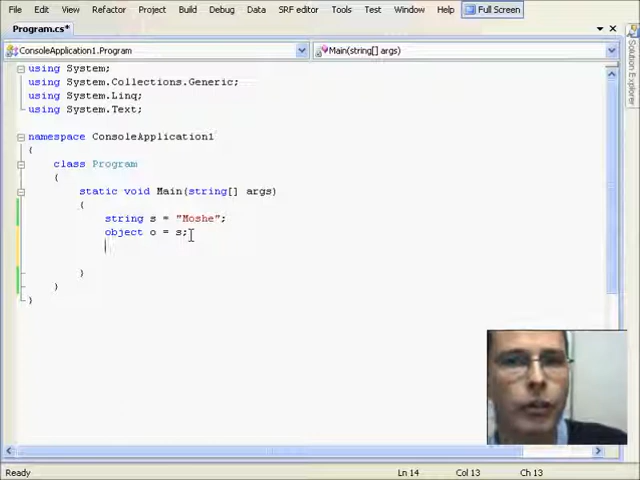 File Edit View Refactor Project Build Debug Data SRF editor Tools Test Window Help Full Screen
Program.cs*
ConsoleApplication1.Program Main(string[] args)
using System;
using System.Collections.Generic;
using System.Linq;
using System.Text;
namespace ConsoleApplication1
{
class Program
{
static void Main(string[] args)
{
string s = "Moshe";
object o = s;
}
}
}
Solution Explorer
Ready Ln 14 Col 13 Ch 13